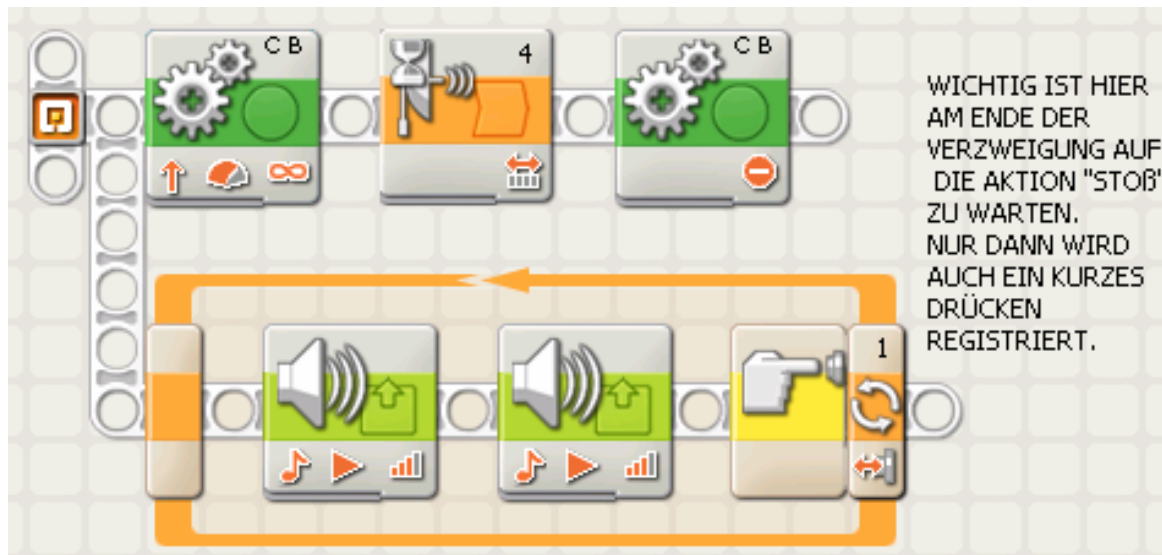 C B
4
C B
WICHTIG IST HIER
AM ENDE DER
VERZWEIGUNG AUF
DIE AKTION "STOß"
ZU WARTEN.
NUR DANN WIRD
AUCH EIN KURZES
DRÜCKEN
REGISTRIERT.
1